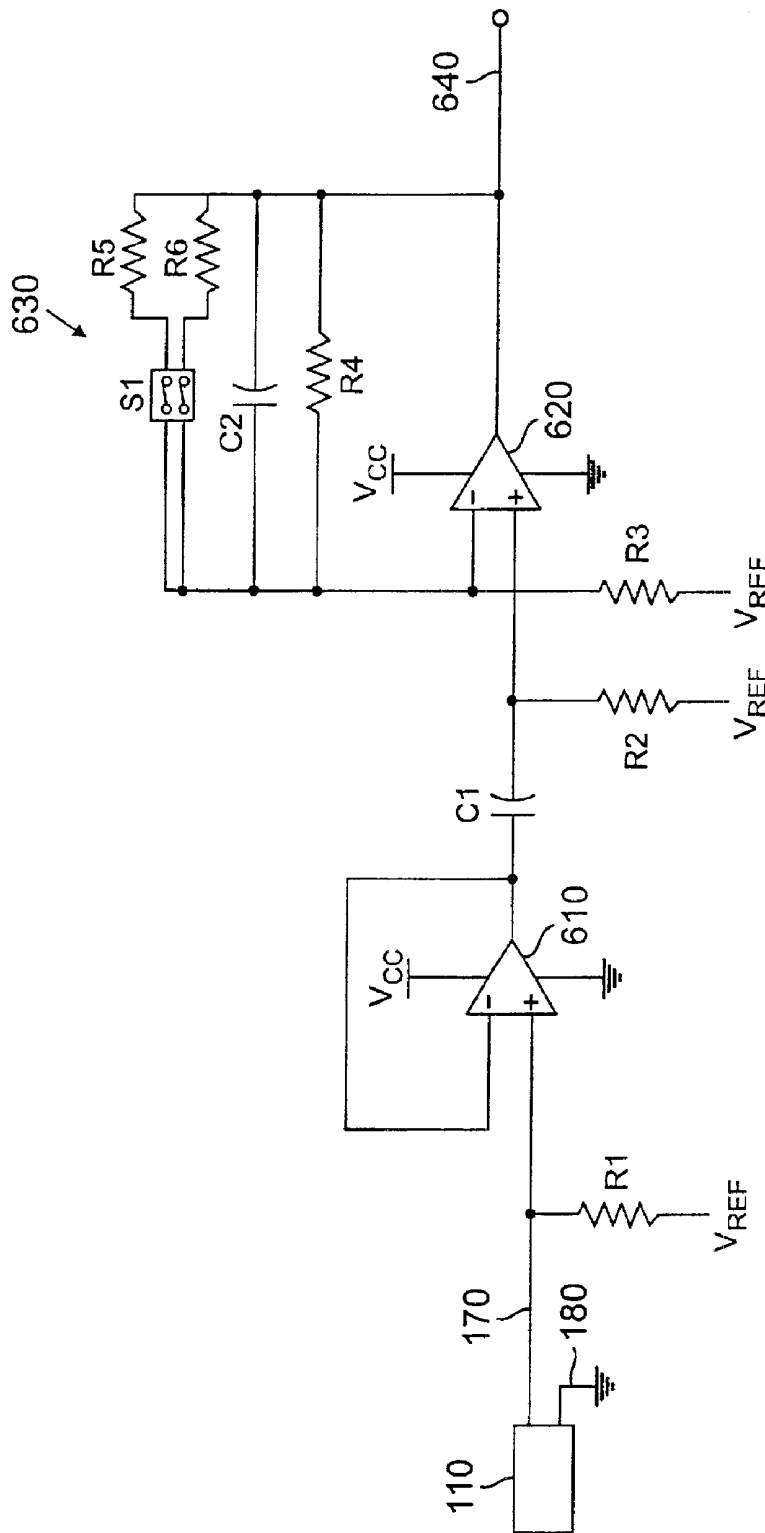 630
S1
R5
R6
C2
R4
640
VCC
620
−
+
R3
VREF
R2
VREF
C1
VCC
610
−
+
R1
VREF
170
180
110